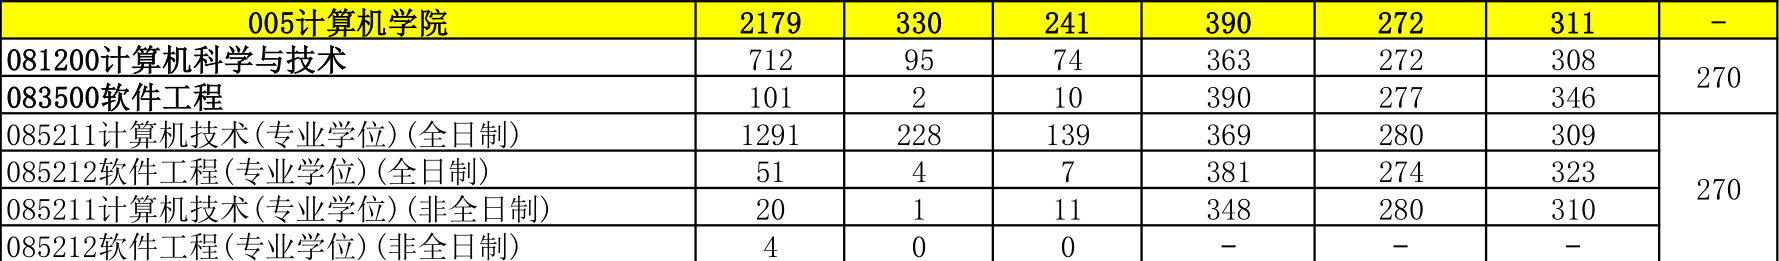 005计算机学院 2179 330 241 390 272 311 -
081200计算机科学与技术 712 95 74 363 272 308 270
083500软件工程 101 2 10 390 277 346
085211计算机技术(专业学位)(全日制) 1291 228 139 369 280 309 270
085212软件工程(专业学位)(全日制) 51 4 7 381 274 323
085211计算机技术(专业学位)(非全日制) 20 1 11 348 280 310
085212软件工程(专业学位)(非全日制) 4 0 0 - - -